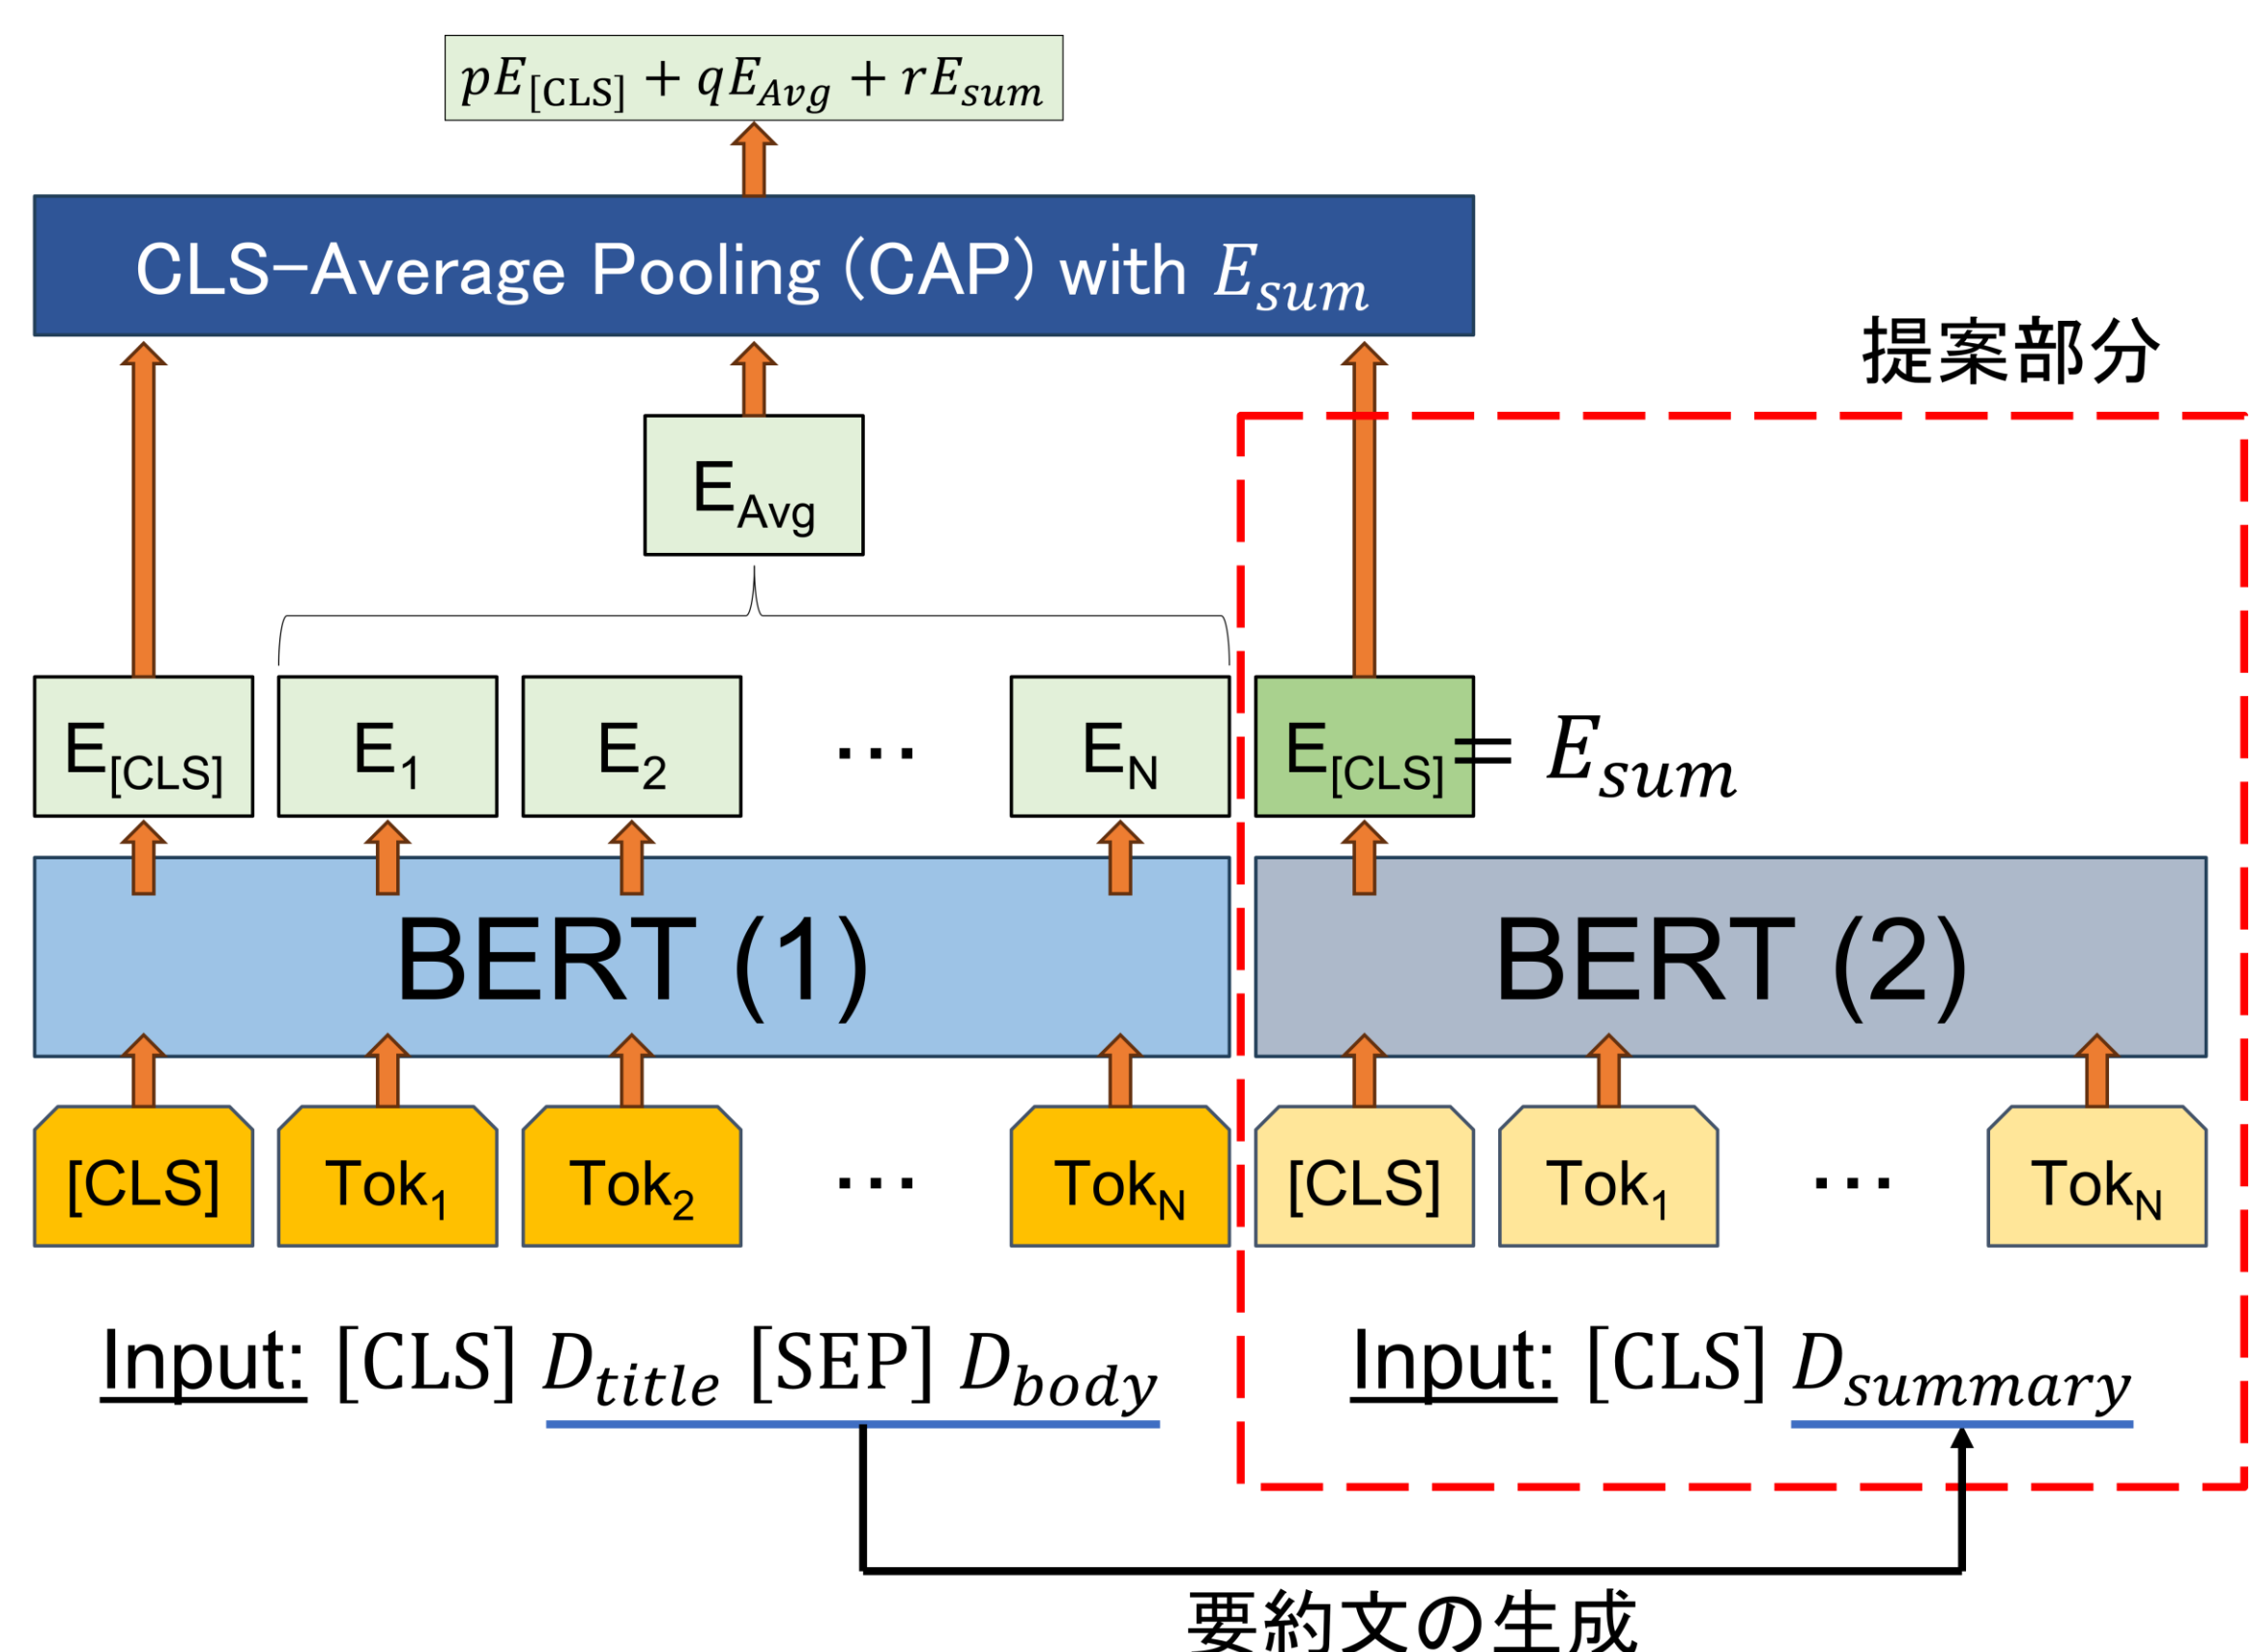 pE[CLS] + qEAvg + rEsum
CLS-Average Pooling (CAP) with Esum
提案部分
EAvg
E[CLS] E1 E2 … EN E[CLS] = Esum
BERT (1) BERT (2)
[CLS] Tok1 Tok2 … TokN [CLS] Tok1 … TokN
Input: [CLS] Dtitle [SEP] Dbody Input: [CLS] Dsummary
要約文の生成